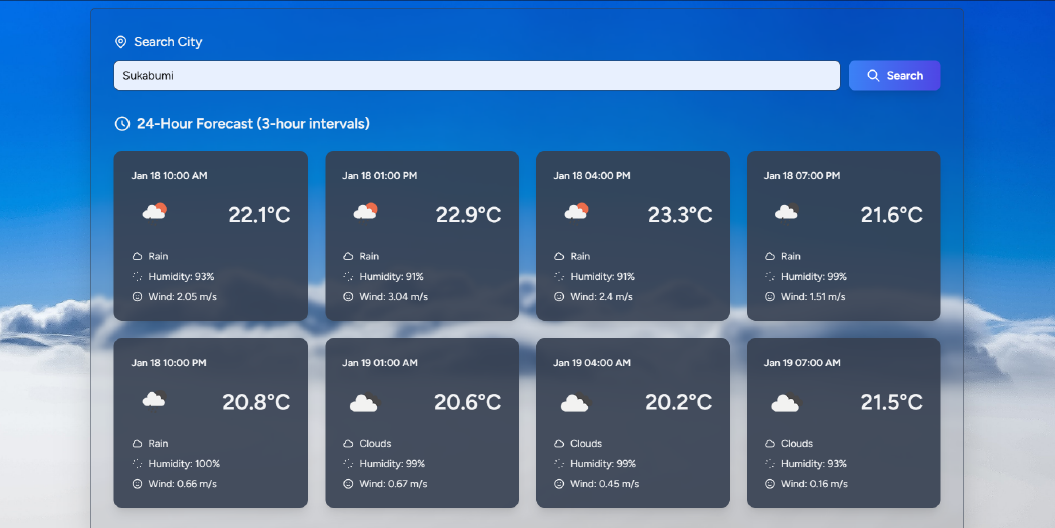 Search City
Sukabumi
Search
24-Hour Forecast (3-hour intervals)
Jan 18 10:00 AM
22.1°C
Rain
Humidity: 93%
Wind: 2.05 m/s
Jan 18 01:00 PM
22.9°C
Rain
Humidity: 91%
Wind: 3.04 m/s
Jan 18 04:00 PM
23.3°C
Rain
Humidity: 91%
Wind: 2.4 m/s
Jan 18 07:00 PM
21.6°C
Rain
Humidity: 99%
Wind: 1.51 m/s
Jan 18 10:00 PM
20.8°C
Rain
Humidity: 100%
Wind: 0.66 m/s
Jan 19 01:00 AM
20.6°C
Clouds
Humidity: 99%
Wind: 0.67 m/s
Jan 19 04:00 AM
20.2°C
Clouds
Humidity: 99%
Wind: 0.45 m/s
Jan 19 07:00 AM
21.5°C
Clouds
Humidity: 93%
Wind: 0.16 m/s